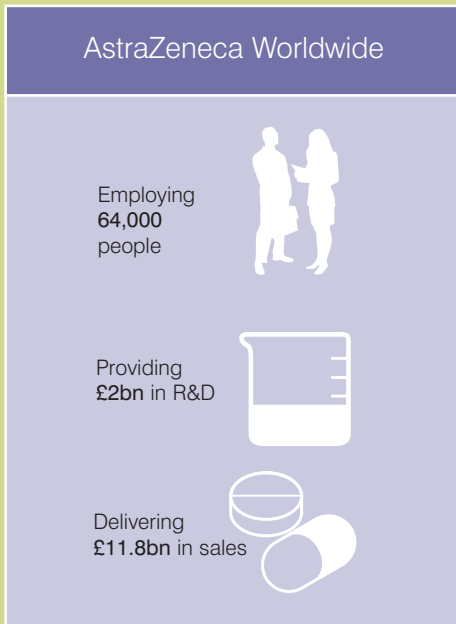 AstraZeneca Worldwide
Employing
64,000
people
Providing
£2bn in R&D
Delivering
£11.8bn in sales